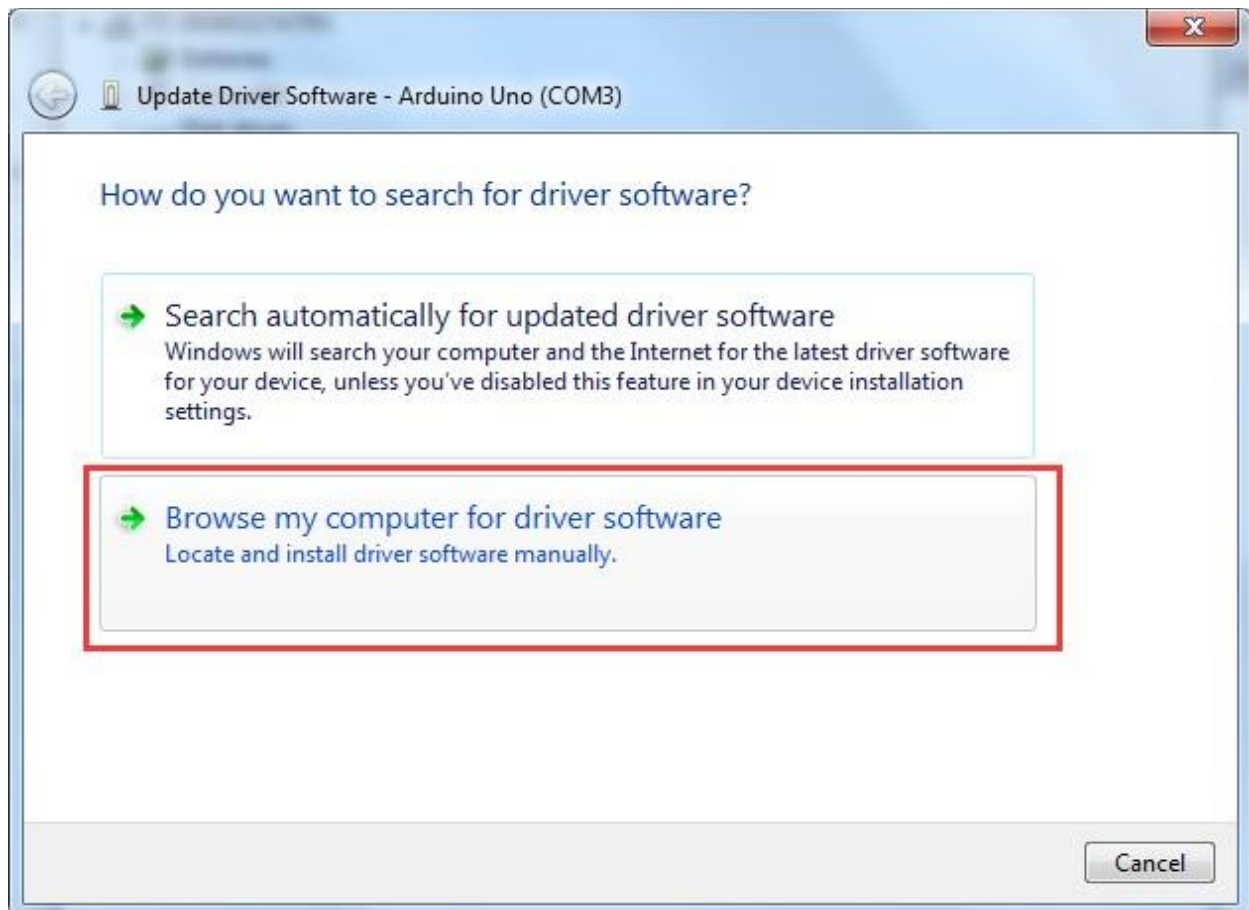 Update Driver Software - Arduino Uno (COM3)
How do you want to search for driver software?
Search automatically for updated driver software
Windows will search your computer and the Internet for the latest driver software
for your device, unless you've disabled this feature in your device installation
settings.
Browse my computer for driver software
Locate and install driver software manually.
Cancel